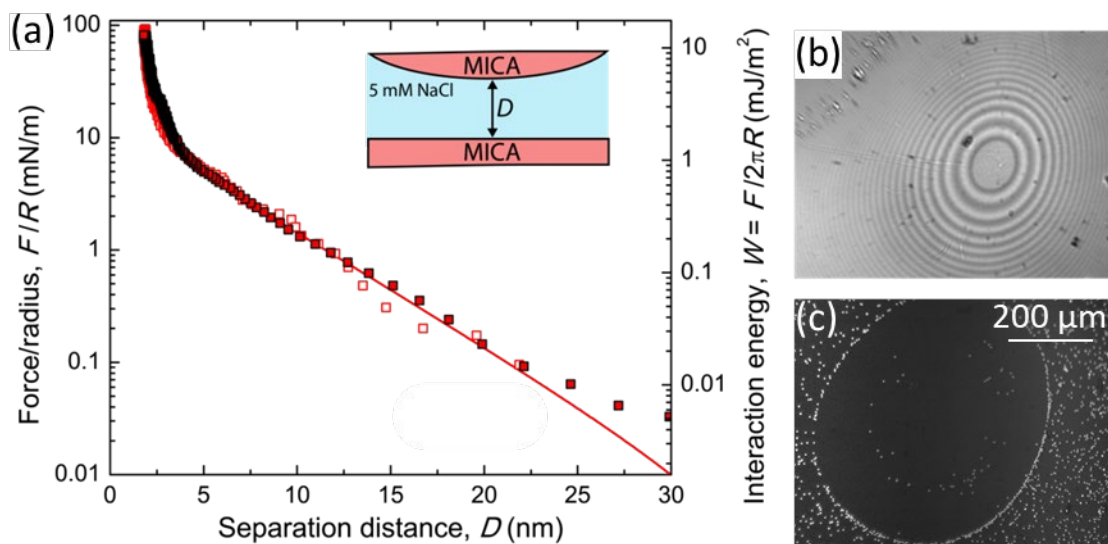 (a)
100
10
1
0.1
0.01
Force/radius, F/R (mN/m)
0
5
10
15
20
25
30
Separation distance, D (nm)
10
1
0.1
0.01
Interaction energy, W = F/2πR (mJ/m²)
MICA
5 mM NaCl
D
MICA
(b)
(c)
200 µm